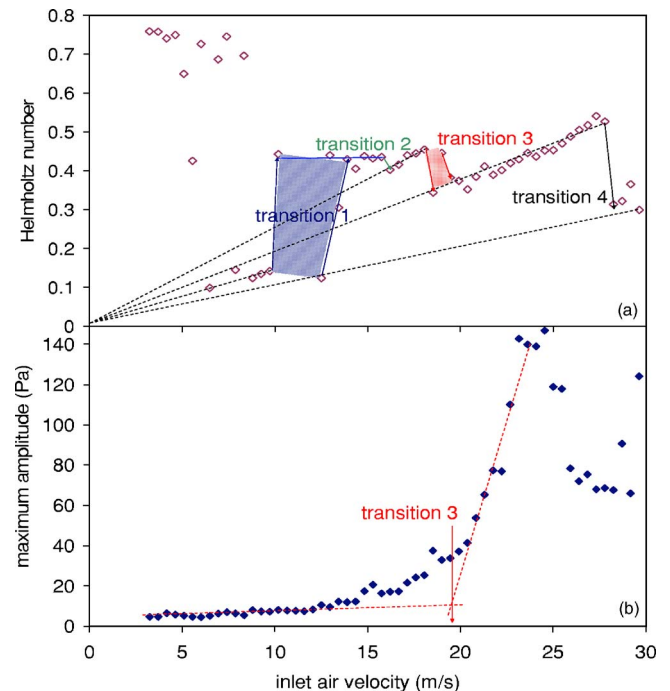 (a)
0.8
0.7
0.6
0.5
0.4
0.3
0.2
0.1
0
Helmholtz number
transition 1
transition 2
transition 3
transition 4
(b)
140
120
100
80
60
40
20
0
maximum amplitude (Pa)
transition 3
0 5 10 15 20 25 30
inlet air velocity (m/s)